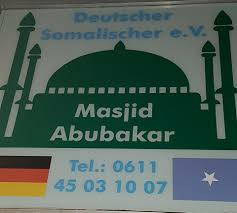 Deutscher
Somalischer e.V.
Masjid
Abubakar
Tel.: 0611
45 03 10 07